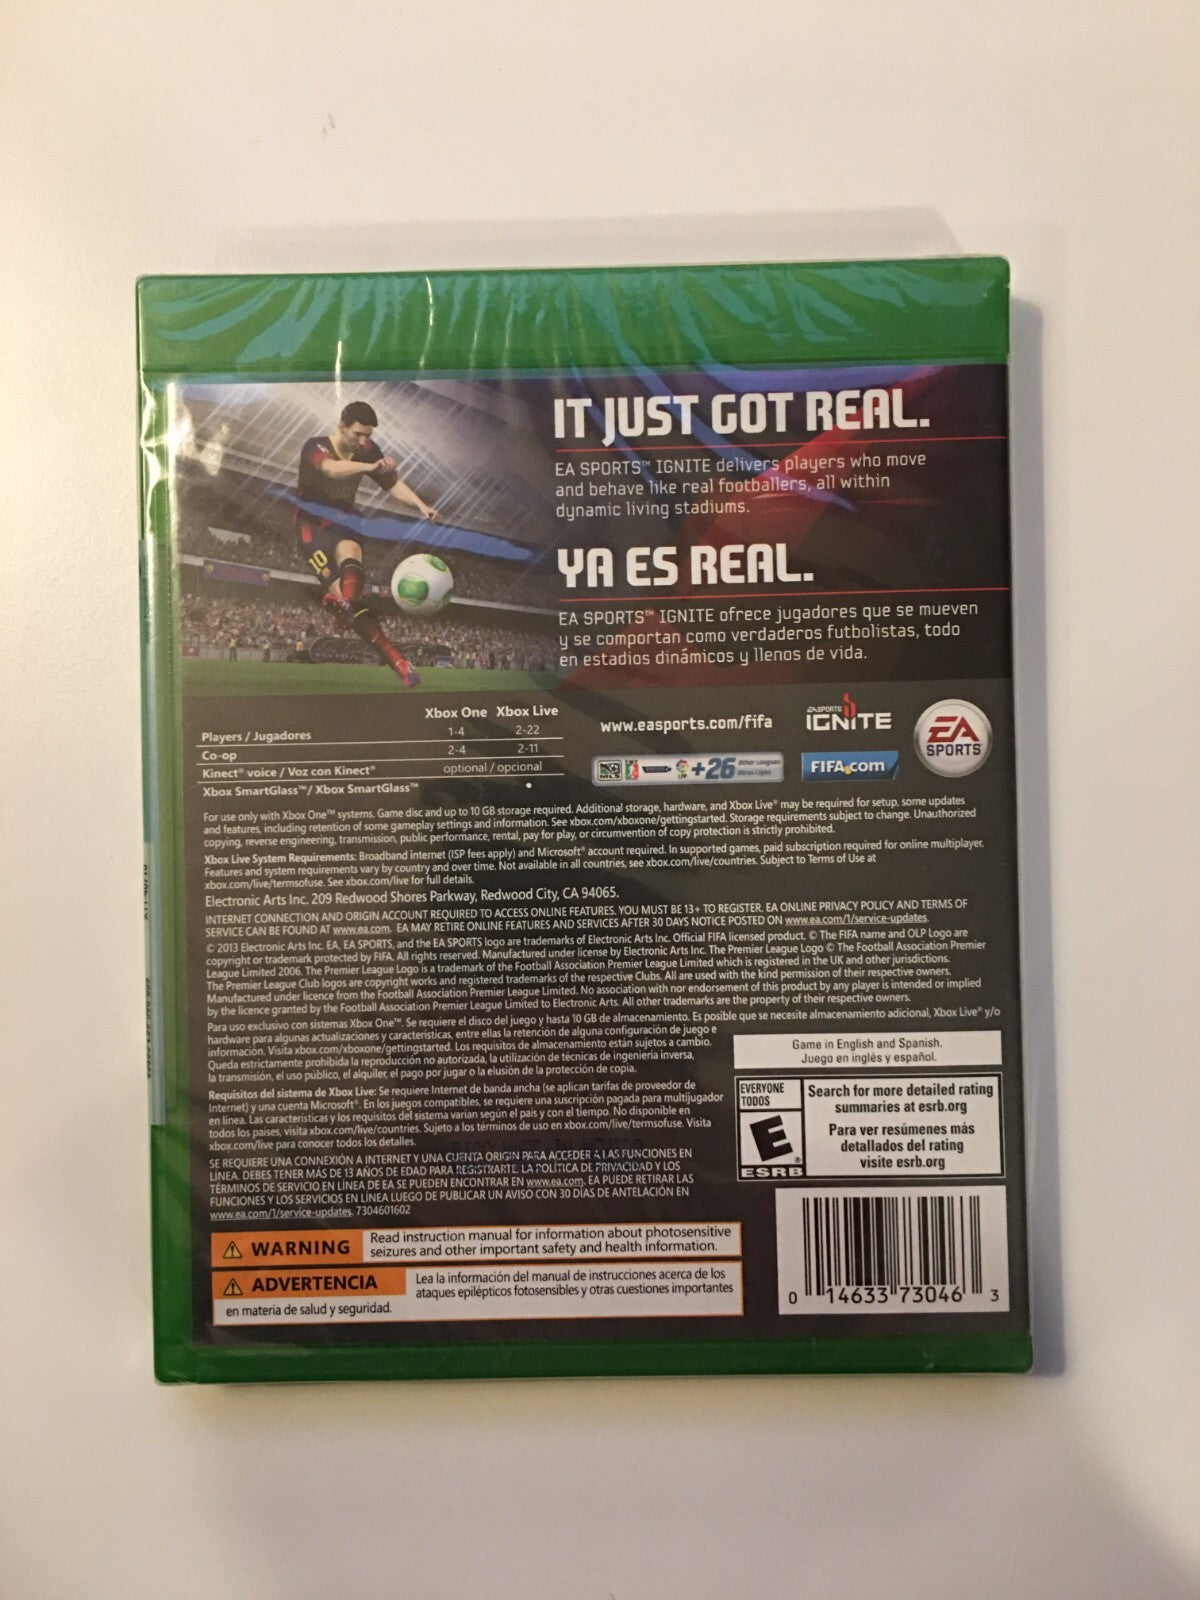 IT JUST GOT REAL.
EA SPORTS™ IGNITE delivers players who move
and behave like real footballers, all within
dynamic living stadiums.
YA ES REAL.
EA SPORTS™ IGNITE ofrece jugadores que se mueven
y se comportan como verdaderos futbolistas, todo
en estadios dinámicos y llenos de vida.
10
Xbox One Xbox Live
Players / Jugadores 1-4 2-22
Co-op 2-4 2-11
Kinect® voice / Voz con Kinect® optional / opcional
Xbox SmartGlass™/ Xbox SmartGlass™ •
www.easports.com/fifa
EA SPORTS IGNITE
EA SPORTS™
MLS
LFP
+26 Other Leagues
Otras Ligas
FIFA.com
For use only with Xbox One™ systems. Game disc and up to 10 GB storage required. Additional storage, hardware, and Xbox Live® may be required for setup, some updates
and features, including retention of some gameplay settings and information. See xbox.com/xboxone/gettingstarted. Storage requirements subject to change. Unauthorized
copying, reverse engineering, transmission, public performance, rental, pay for play, or circumvention of copy protection is strictly prohibited.
Xbox Live System Requirements: Broadband internet (ISP fees apply) and Microsoft® account required. In supported games, paid subscription required for online multiplayer.
Features and system requirements vary by country and over time. Not available in all countries, see xbox.com/live/countries. Subject to Terms of Use at
xbox.com/live/termsofuse. See xbox.com/live for full details.
Electronic Arts Inc. 209 Redwood Shores Parkway, Redwood City, CA 94065.
INTERNET CONNECTION AND ORIGIN ACCOUNT REQUIRED TO ACCESS ONLINE FEATURES. YOU MUST BE 13+ TO REGISTER. EA ONLINE PRIVACY POLICY AND TERMS OF
SERVICE CAN BE FOUND AT www.ea.com. EA MAY RETIRE ONLINE FEATURES AND SERVICES AFTER 30 DAYS NOTICE POSTED ON www.ea.com/1/service-updates.
© 2013 Electronic Arts Inc. EA, EA SPORTS, and the EA SPORTS logo are trademarks of Electronic Arts Inc. Official FIFA licensed product. © The FIFA name and OLP Logo are
copyright or trademark protected by FIFA. All rights reserved. Manufactured under license by Electronic Arts Inc. The Premier League Logo © The Football Association Premier
League Limited 2006. The Premier League Logo is a trademark of the Football Association Premier League Limited which is registered in the UK and other jurisdictions.
The Premier League Club logos are copyright works and registered trademarks of the respective Clubs. All are used with the kind permission of their respective owners.
Manufactured under licence from the Football Association Premier League Limited. No association with nor endorsement of this product by any player is intended or implied
by the licence granted by the Football Association Premier League Limited to Electronic Arts. All other trademarks are the property of their respective owners.
Para uso exclusivo con sistemas Xbox One™. Se requiere el disco del juego y hasta 10 GB de almacenamiento. Es posible que se necesite almacenamiento adicional, Xbox Live® y/o
hardware para algunas actualizaciones y características, entre ellas la retención de alguna configuración de juego e
información. Visita xbox.com/xboxone/gettingstarted. Los requisitos de almacenamiento están sujetos a cambio.
Queda estrictamente prohibida la reproducción no autorizada, la utilización de técnicas de ingeniería inversa,
la transmisión, el uso público, el alquiler, el pago por jugar o la elusión de la protección de copia.
Requisitos del sistema de Xbox Live: Se requiere Internet de banda ancha (se aplican tarifas de proveedor de
Internet) y una cuenta Microsoft®. En los juegos compatibles, se requiere una suscripción pagada para multijugador
en línea. Las características y los requisitos del sistema varían según el país y con el tiempo. No disponible en
todos los países, visita xbox.com/live/countries. Sujeto a los términos de uso en xbox.com/live/termsofuse. Visita
xbox.com/live para conocer todos los detalles.
SE REQUIERE UNA CONNEXIÓN A INTERNET Y UNA CUENTA ORIGIN PARA ACCEDER A LAS FUNCIONES EN
LÍNEA. DEBES TENER MÁS DE 13 AÑOS DE EDAD PARA REGISTRARTE. LA POLÍTICA DE PRIVACIDAD Y LOS
TÉRMINOS DE SERVICIO EN LÍNEA DE EA SE PUEDEN ENCONTRAR EN www.ea.com. EA PUEDE RETIRAR LAS
FUNCIONES Y LOS SERVICIOS EN LÍNEA LUEGO DE PUBLICAR UN AVISO CON 30 DÍAS DE ANTELACIÓN EN
www.ea.com/1/service-updates. 7304601602
Game in English and Spanish.
Juego en inglés y español.
EVERYONE
TODOS
E
ESRB
Search for more detailed rating
summaries at esrb.org
Para ver resúmenes más
detallados del rating
visite esrb.org
WARNING Read instruction manual for information about photosensitive
seizures and other important safety and health information.
ADVERTENCIA Lea la información del manual de instrucciones acerca de los
ataques epilépticos fotosensibles y otras cuestiones importantes
en materia de salud y seguridad.
0 14633 73046 3